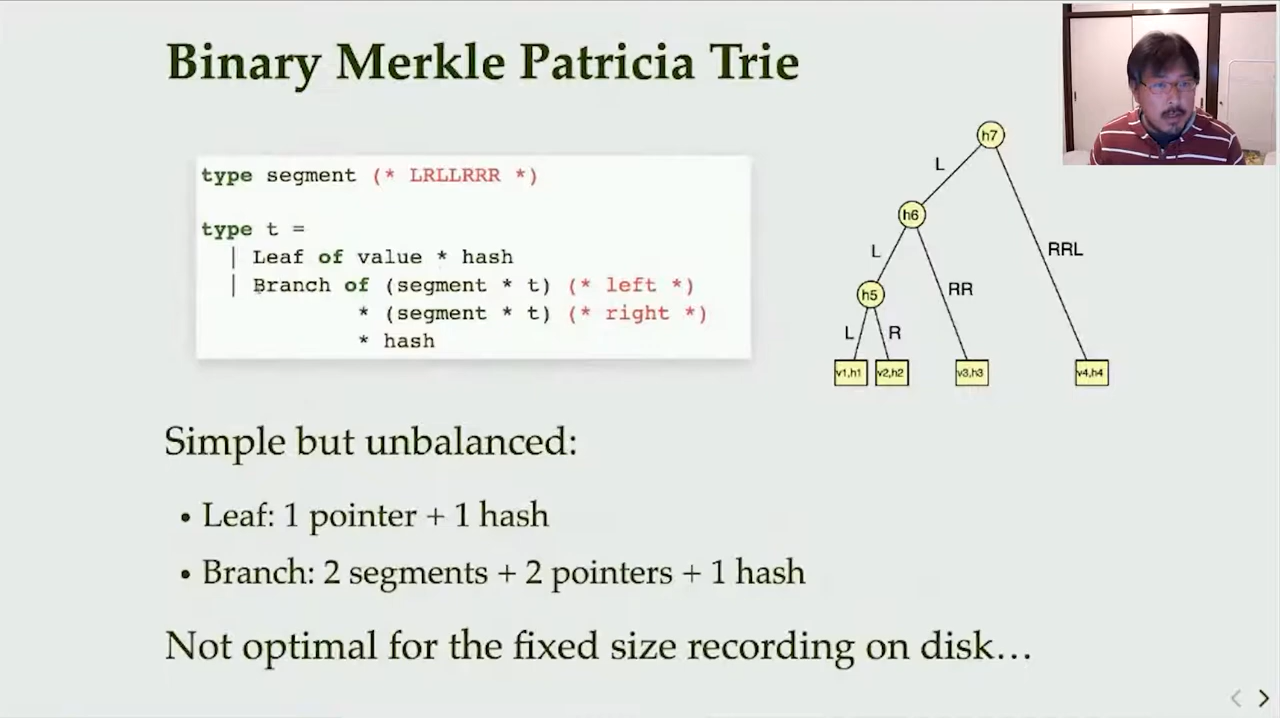 Binary Merkle Patricia Trie
type segment (* LRLLRRR *)
type t =
| Leaf of value * hash
| Branch of (segment * t) (* left *)
* (segment * t) (* right *)
* hash
h7
L
h6
L
RRL
RR
h5
L
R
v1,h1
v2,h2
v3,h3
v4,h4
Simple but unbalanced:
• Leaf: 1 pointer + 1 hash
• Branch: 2 segments + 2 pointers + 1 hash
Not optimal for the fixed size recording on disk…